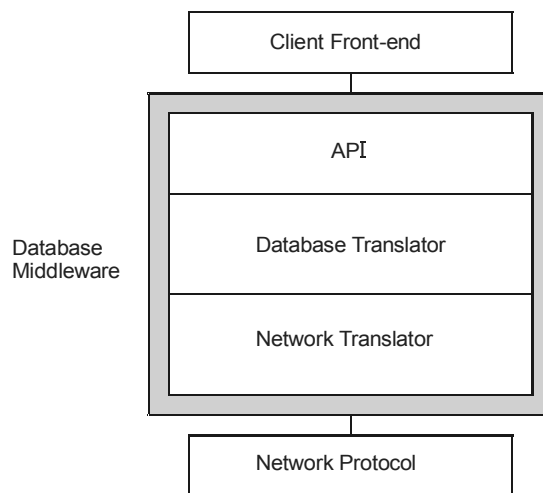 Client Front-end
API
Database Translator
Database
Middleware
Network Translator
Network Protocol